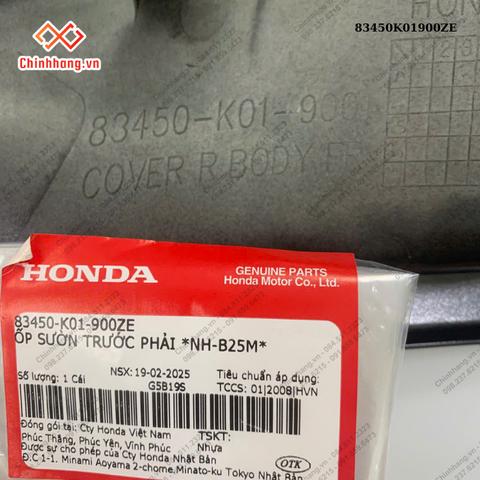 Chinhhang.vn
83450K01900ZE
HON
83450-K01-900
COVER R BODY FR
HONDA
GENUINE PARTS
Honda Motor Co., Ltd.
83450-K01-900ZE
ỐP SƯỜN TRƯỚC PHẢI *NH-B25M*
Số lượng: 1 Cái
NSX: 19-02-2025
Tiêu chuẩn áp dụng:
G5B19S
TCCS: 01|2008|HVN
Đóng gói tại: Cty Honda Việt Nam
TSKT:
Phúc Thắng, Phúc Yên, Vĩnh Phúc
Nhựa
Được sự cho phép của Cty Honda Nhật Bản
Đ.C 1-1. Minami Aoyama 2-chome,Minato-ku Tokyo Nhật Bản
OTK